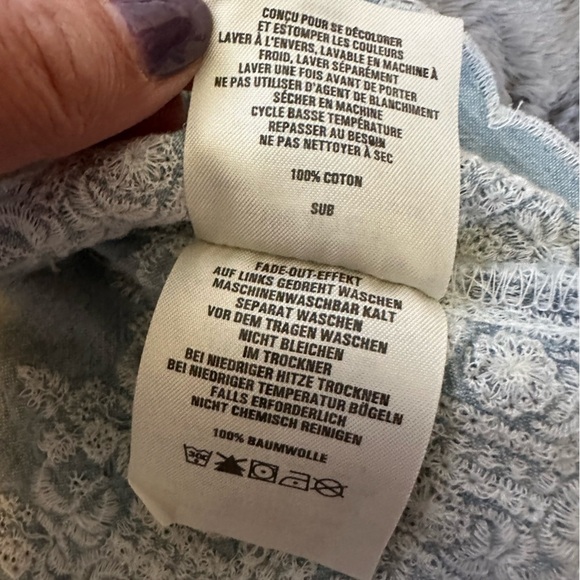 CONÇU POUR SE DÉCOLORER
ET ESTOMPER LES COULEURS
LAVER À L'ENVERS, LAVABLE EN MACHINE À
FROID, LAVER SÉPARÉMENT
LAVER UNE FOIS AVANT DE PORTER
NE PAS UTILISER D'AGENT DE BLANCHIMENT
SÉCHER EN MACHINE
CYCLE BASSE TEMPÉRATURE
REPASSER AU BESOIN
NE PAS NETTOYER À SEC
100% COTON
SUB
FADE-OUT-EFFEKT
AUF LINKS GEDREHT WASCHEN
MASCHINENWASCHBAR KALT
SEPARAT WASCHEN
VOR DEM TRAGEN WASCHEN
NICHT BLEICHEN
IM TROCKNER
BEI NIEDRIGER HITZE TROCKNEN
BEI NIEDRIGER TEMPERATUR BÖGELN
FALLS ERFORDERLICH
NICHT CHEMISCH REINIGEN
100% BAUMWOLLE
30C